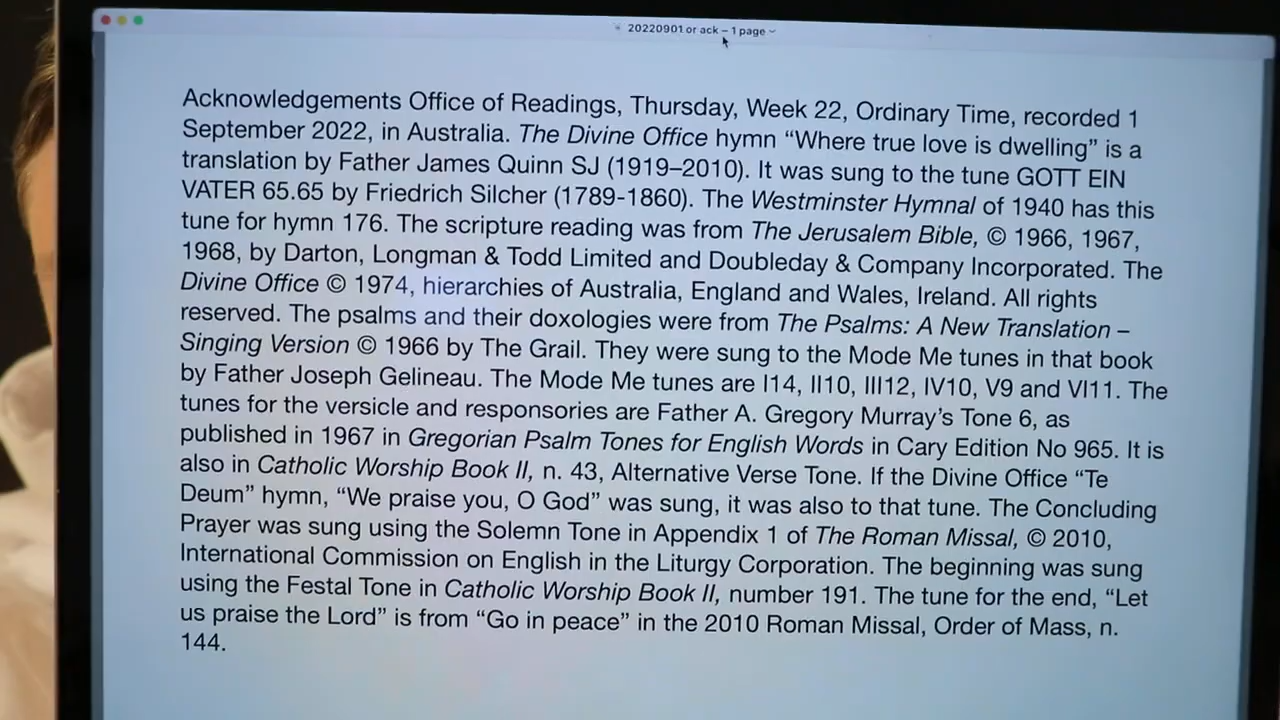 20220901 or ack – 1 page
Acknowledgements Office of Readings, Thursday, Week 22, Ordinary Time, recorded 1
September 2022, in Australia. The Divine Office hymn “Where true love is dwelling” is a
translation by Father James Quinn SJ (1919–2010). It was sung to the tune GOTT EIN
VATER 65.65 by Friedrich Silcher (1789-1860). The Westminster Hymnal of 1940 has this
tune for hymn 176. The scripture reading was from The Jerusalem Bible, © 1966, 1967,
1968, by Darton, Longman & Todd Limited and Doubleday & Company Incorporated. The
Divine Office © 1974, hierarchies of Australia, England and Wales, Ireland. All rights
reserved. The psalms and their doxologies were from The Psalms: A New Translation –
Singing Version © 1966 by The Grail. They were sung to the Mode Me tunes in that book
by Father Joseph Gelineau. The Mode Me tunes are I14, II10, III12, IV10, V9 and VI11. The
tunes for the versicle and responsories are Father A. Gregory Murray’s Tone 6, as
published in 1967 in Gregorian Psalm Tones for English Words in Cary Edition No 965. It is
also in Catholic Worship Book II, n. 43, Alternative Verse Tone. If the Divine Office “Te
Deum” hymn, “We praise you, O God” was sung, it was also to that tune. The Concluding
Prayer was sung using the Solemn Tone in Appendix 1 of The Roman Missal, © 2010,
International Commission on English in the Liturgy Corporation. The beginning was sung
using the Festal Tone in Catholic Worship Book II, number 191. The tune for the end, “Let
us praise the Lord” is from “Go in peace” in the 2010 Roman Missal, Order of Mass, n.
144.